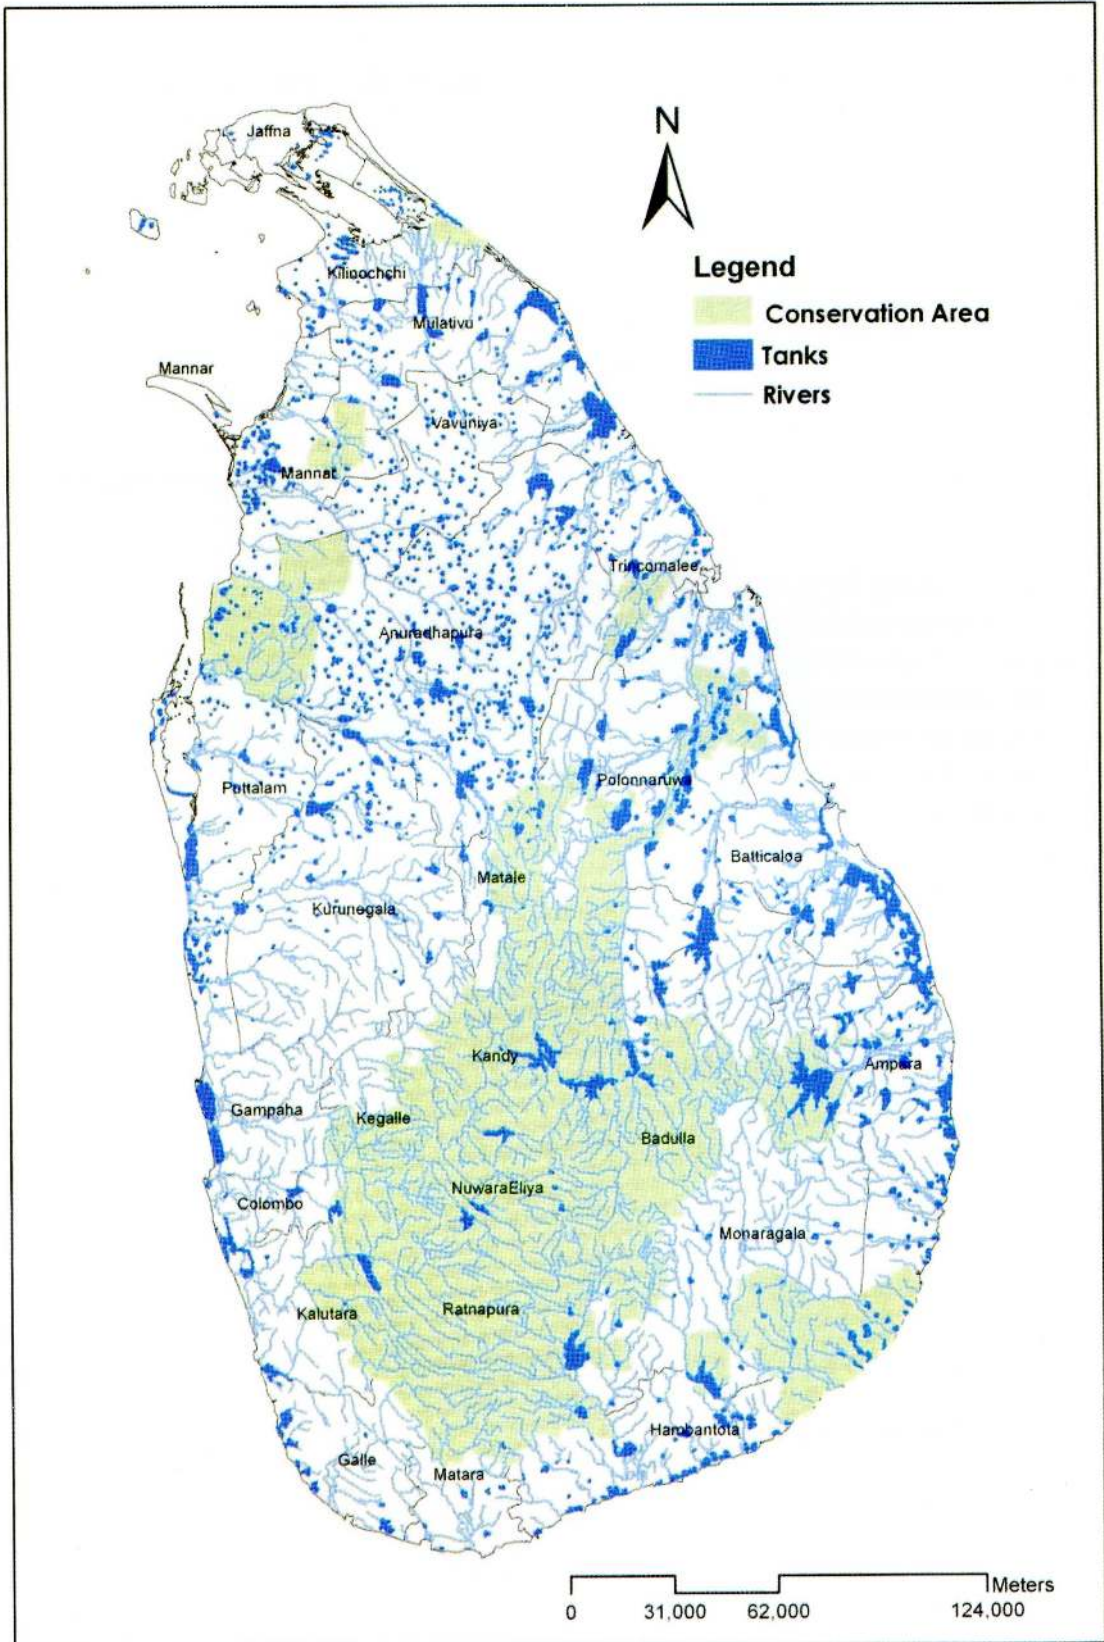 N
Jaffna
Legend
Kilinochchi
Conservation Area
Mulativu
Tanks
Mannar
Rivers
Vavuniya
Mannar
Trincomalee
Anuradhapura
Polonnaruwa
Puttalam
Batticaloa
Matale
Kurunegala
Kandy
Ampara
Gampaha
Kegalle
Badulla
NuwaraEliya
Colombo
Monaragala
Ratnapura
Kalutara
Hambantota
Galle
Matara
Meters
0 31,000 62,000 124,000